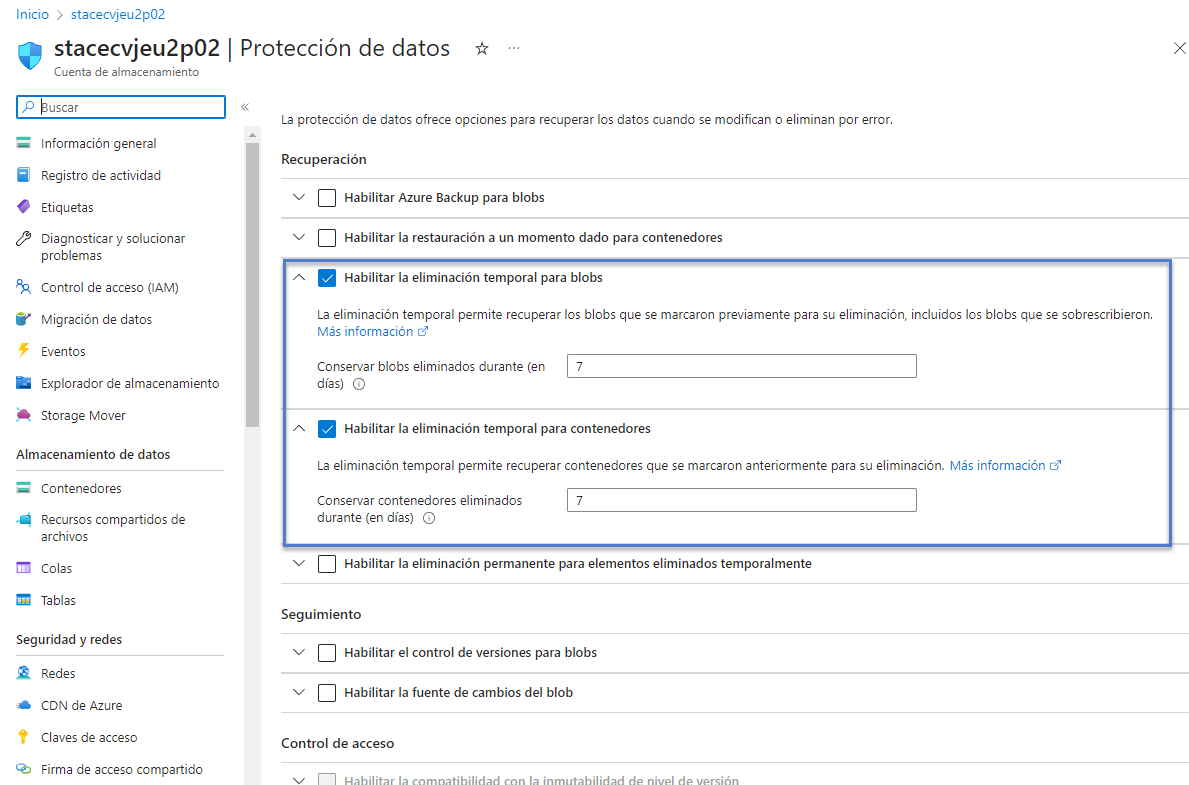 Inicio > stacecvjeu2p02
stacecvjeu2p02 | Protección de datos
Cuenta de almacenamiento
Buscar
Información general
Registro de actividad
Etiquetas
Diagnosticar y solucionar
problemas
Control de acceso (IAM)
Migración de datos
Eventos
Explorador de almacenamiento
Storage Mover
Almacenamiento de datos
Contenedores
Recursos compartidos de
archivos
Colas
Tablas
Seguridad y redes
Redes
CDN de Azure
Claves de acceso
Firma de acceso compartido
La protección de datos ofrece opciones para recuperar los datos cuando se modifican o eliminan por error.
Recuperación
Habilitar Azure Backup para blobs
Habilitar la restauración a un momento dado para contenedores
Habilitar la eliminación temporal para blobs
La eliminación temporal permite recuperar los blobs que se marcaron previamente para su eliminación, incluidos los blobs que se sobrescribieron.
Más información
Conservar blobs eliminados durante (en
días)
7
Habilitar la eliminación temporal para contenedores
La eliminación temporal permite recuperar contenedores que se marcaron anteriormente para su eliminación. Más información
Conservar contenedores eliminados
durante (en días)
7
Habilitar la eliminación permanente para elementos eliminados temporalmente
Seguimiento
Habilitar el control de versiones para blobs
Habilitar la fuente de cambios del blob
Control de acceso
Habilitar la compatibilidad con la inmutabilidad de nivel de versión